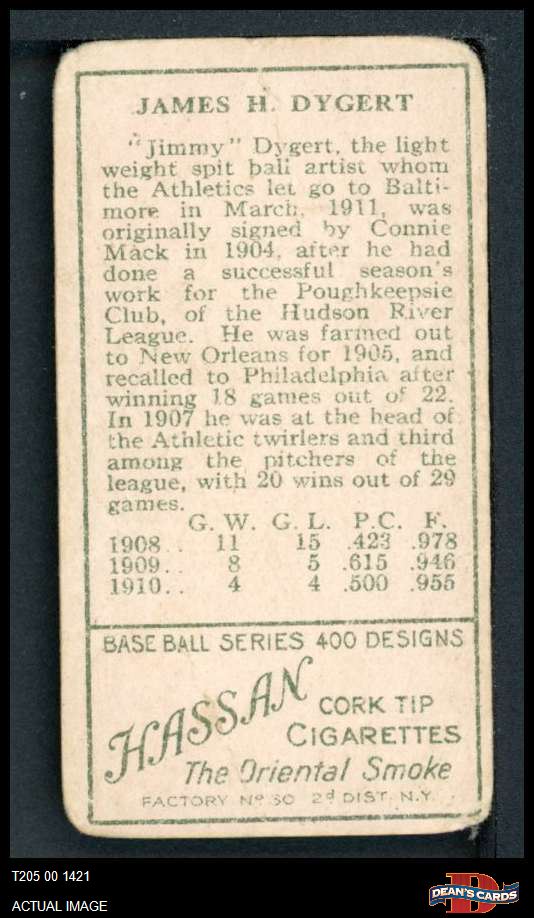 JAMES H. DYGERT
"Jimmy" Dygert, the light
weight spit ball artist whom
the Athletics let go to Balti-
more in March, 1911, was
originally signed by Connie
Mack in 1904, after he had
done a successful season's
work for the Poughkeepsie
Club, of the Hudson River
League. He was farmed out
to New Orleans for 1905, and
recalled to Philadelphia after
winning 18 games out of 22.
In 1907 he was at the head of
the Athletic twirlers and third
among the pitchers of the
league, with 20 wins out of 29
games.
G. W. G. L. P.C. F.
1908.. 11 15 .423 .978
1909.. 8 5 .615 .946
1910.. 4 4 .500 .955
BASE BALL SERIES 400 DESIGNS
HASSAN
CORK TIP
CIGARETTES
The Oriental Smoke
FACTORY Nº 30 2d DIST. N.Y.
T205 00 1421
ACTUAL IMAGE
DEAN'S CARDS